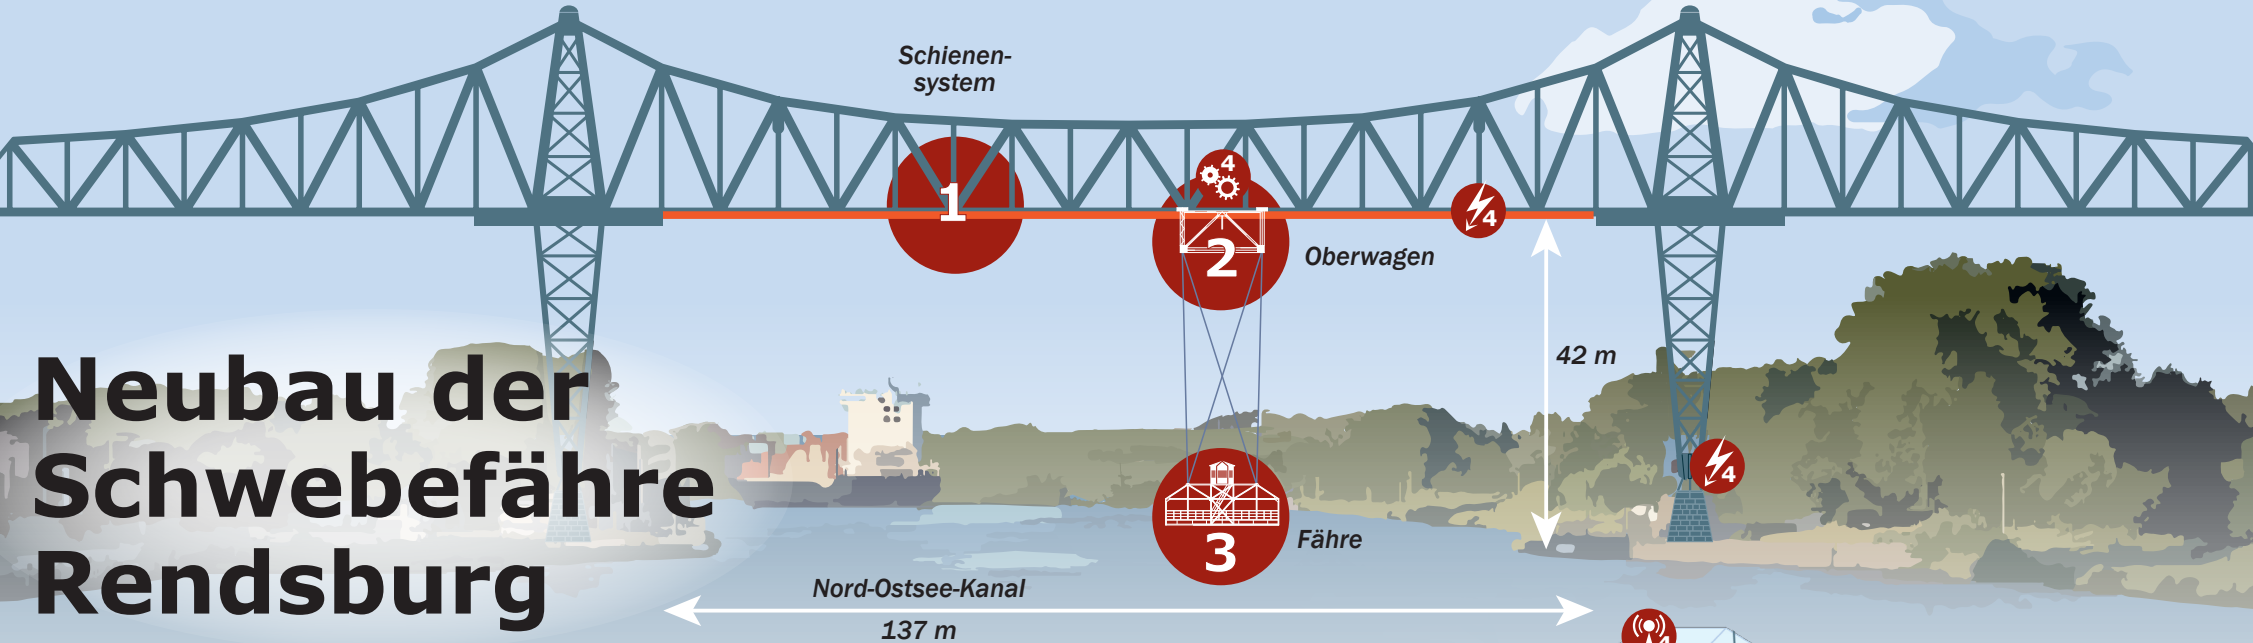 Schienen-
system
1
4
2
Oberwagen
4
42 m
Neubau der
Schwebefähre
Rendsburg
4
3
Fähre
Nord-Ostsee-Kanal
137 m
4